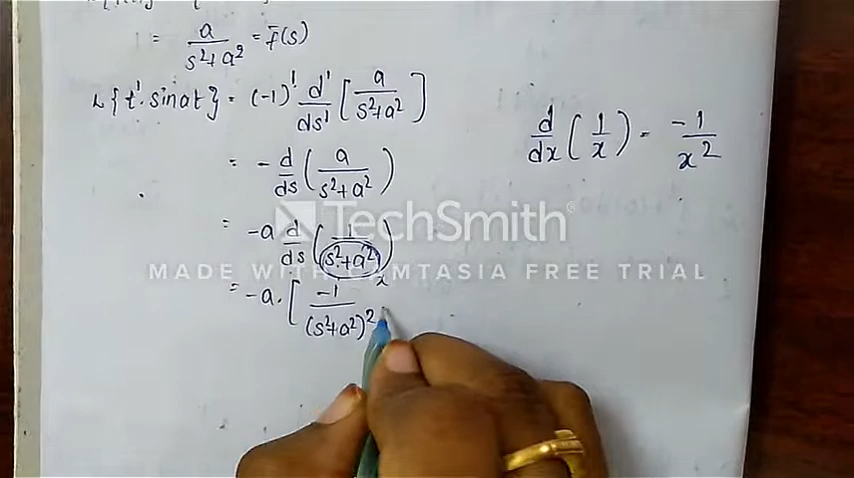 = a/(s²+a²) = f̄(s)
L{t¹. sinat} = (-1)¹ d¹/ds¹ [a/(s²+a²)]
d/dx (1/x) = -1/x²
= - d/ds (a/(s²+a²))
= -a d/ds (1/(s²+a²))
x
TechSmith®
MADE WITH CAMTASIA FREE TRIAL
= -a. [-1/(s²+a²)²